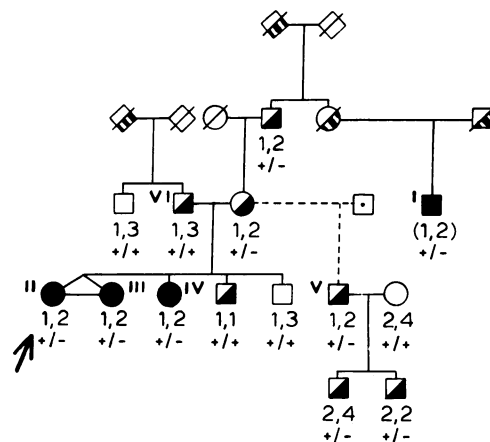 1,2
+/-
V I I
1,3 1,3 1,2 (1,2)
+/+ +/+ +/- +/-
II III IV V
1,2 1,2 1,2 1,1 1,3 1,2 2,4
+/- +/- +/- +/+ +/+ +/- +/+
2,4 2,2
+/- +/-